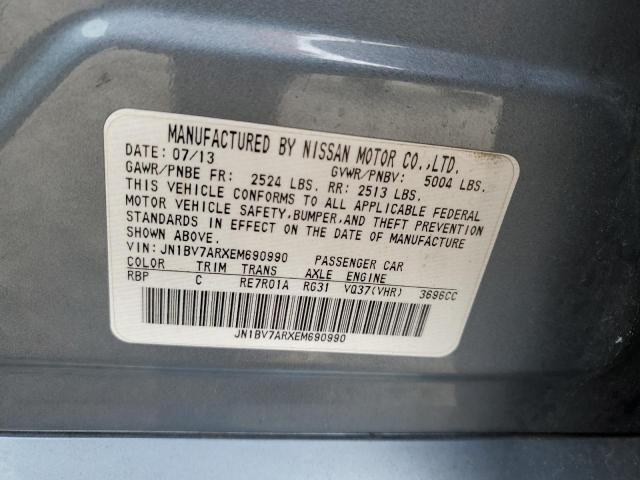 MANUFACTURED BY NISSAN MOTOR CO.,LTD.
DATE: 07/13 GVWR/PNBV: 5004 LBS.
GAWR/PNBE FR: 2524 LBS. RR: 2513 LBS.
THIS VEHICLE CONFORMS TO ALL APPLICABLE FEDERAL
MOTOR VEHICLE SAFETY,BUMPER,AND THEFT PREVENTION
STANDARDS IN EFFECT ON THE DATE OF MANUFACTURE
SHOWN ABOVE.
VIN: JN1BV7ARXEM690990 PASSENGER CAR
COLOR TRIM TRANS AXLE ENGINE
RBP C RE7R01A RG31 VQ37(VHR) 3696CC
JN1BV7ARXEM690990